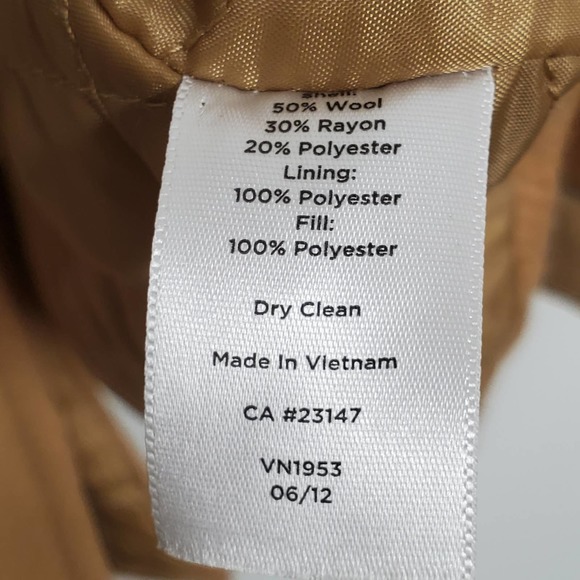 Shell:
50% Wool
30% Rayon
20% Polyester
Lining:
100% Polyester
Fill:
100% Polyester
Dry Clean
Made In Vietnam
CA #23147
VN1953
06/12